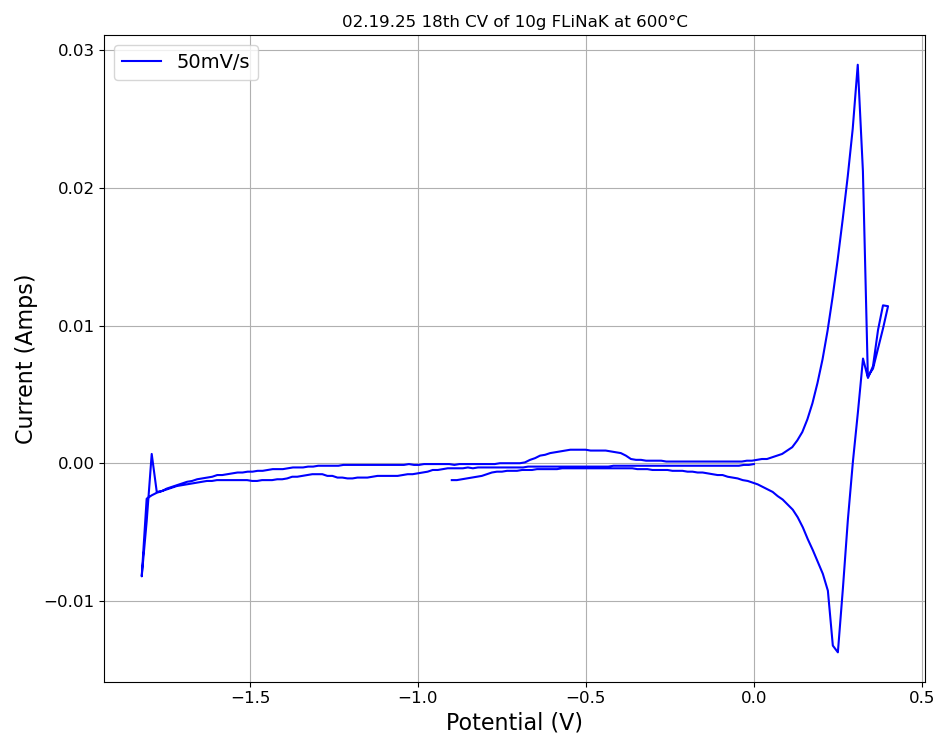 02.19.25 18th CV of 10g FLiNaK at 600°C
50mV/s
0.03
0.02
0.01
0.00
−0.01
Current (Amps)
−1.5
−1.0
−0.5
0.0
0.5
Potential (V)